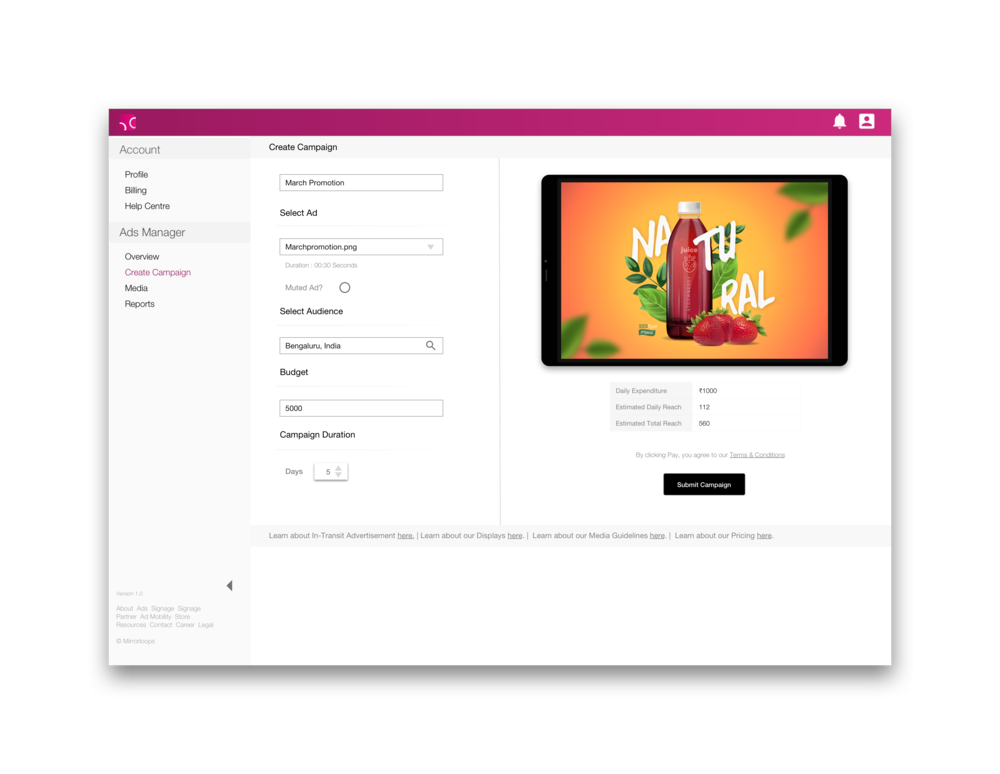 Account
Profile
Billing
Help Centre
Ads Manager
Overview
Create Campaign
Media
Reports
Version 1.0
About Ads Signage Signage
Partner Ad Mobility Store
Resources Contact Career Legal
© Mirrorloops
Create Campaign
March Promotion
Select Ad
Marchpromotion.png
Duration : 00:30 Seconds
Muted Ad?
Select Audience
Bengaluru, India
Budget
5000
Campaign Duration
Days 5
NA
TU
RAL
juice
Daily Expenditure ₹1000
Estimated Daily Reach 112
Estimated Total Reach 560
By clicking Pay, you agree to our Terms & Conditions
Submit Campaign
Learn about In-Transit Advertisement here. | Learn about our Displays here. | Learn about our Media Guidelines here. | Learn about our Pricing here.